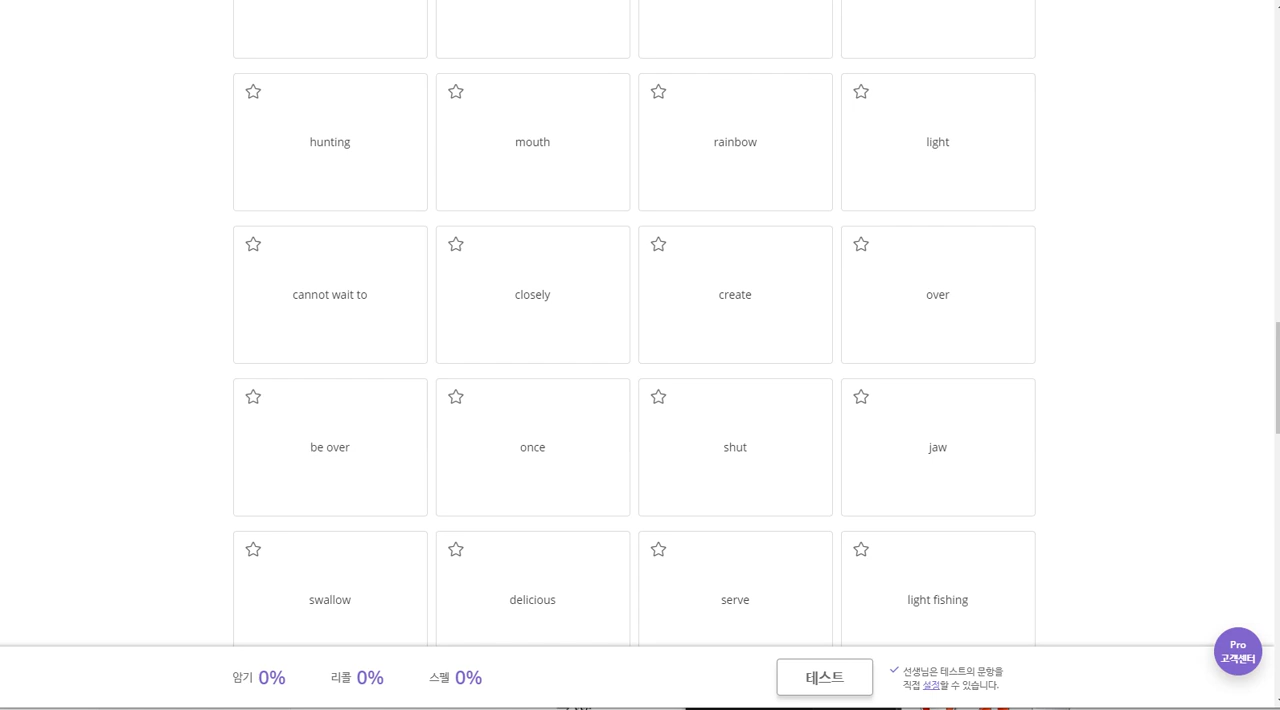 hunting
mouth
rainbow
light
cannot wait to
closely
create
over
be over
once
shut
jaw
swallow
delicious
serve
light fishing
Pro
고객센터
암기 0%
리콜 0%
스펠 0%
테스트
선생님은 테스트의 문항을
직접 설정할 수 있습니다.